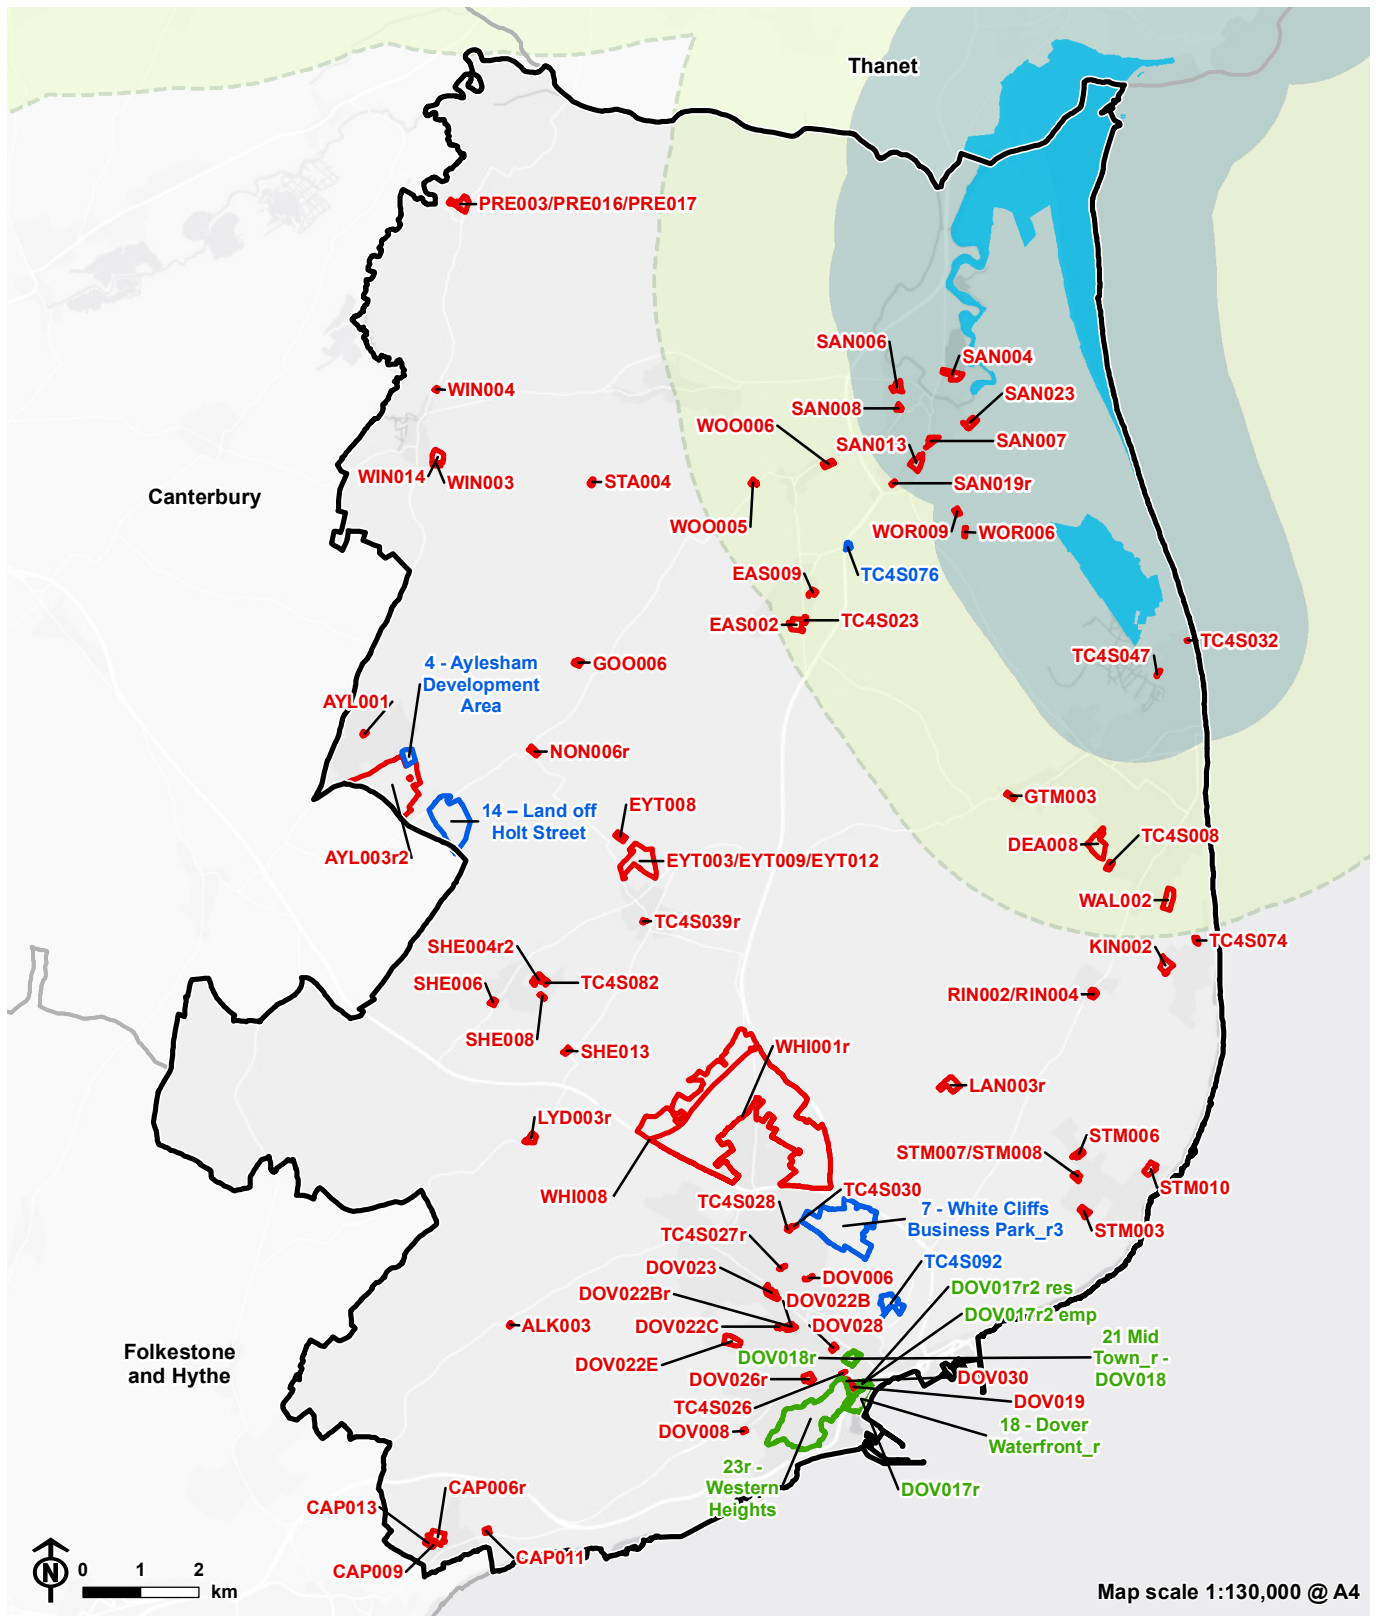 Thanet
PRE003/PRE016/PRE017
SAN006
SAN004
WIN004
SAN023
SAN008
WOO006
SAN013
SAN007
WIN014
WIN003
STA004
SAN019r
Canterbury
WOO005
WOR009
WOR006
EAS009
TC4S076
EAS002
TC4S023
TC4S032
TC4S047
4 - Aylesham
Development
Area
GOO006
AYL001
NON006r
GTM003
14 – Land off
Holt Street
EYT008
TC4S008
DEA008
AYL003r2
EYT003/EYT009/EYT012
WAL002
TC4S039r
TC4S074
KIN002
SHE004r2
SHE006
TC4S082
RIN002/RIN004
SHE008
SHE013
WHI001r
LAN003r
LYD003r
STM006
STM007/STM008
STM010
WHI008
TC4S028
TC4S030
7 - White Cliffs
Business Park_r3
STM003
TC4S027r
TC4S092
DOV023
DOV006
DOV022Br
DOV022B
DOV017r2 res
DOV017r2 emp
ALK003
DOV022C
DOV028
21 Mid
Town_r -
DOV018
DOV022E
DOV018r
Folkestone
and Hythe
DOV026r
DOV030
TC4S026
DOV019
DOV008
18 - Dover
Waterfront_r
23r -
Western
Heights
DOV017r
CAP006r
CAP013
CAP009
CAP011
N
0 1 2
km
Map scale 1:130,000 @ A4